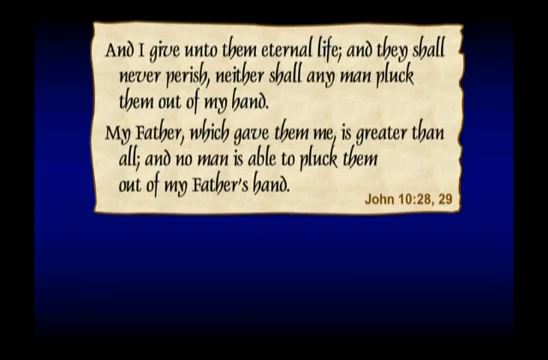 And I give unto them eternal life; and they shall
never perish, neither shall any man pluck
them out of my hand.
My Father, which gave them me, is greater than
all; and no man is able to pluck them
out of my Father's hand.
John 10:28, 29